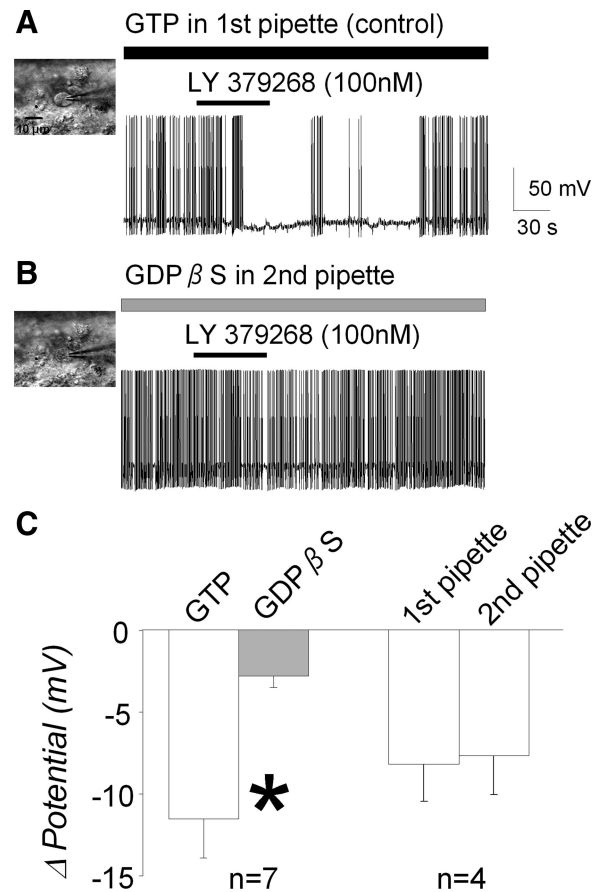 A
GTP in 1st pipette (control)
LY 379268 (100nM)
10 μm
50 mV
30 s
B
GDP β S in 2nd pipette
LY 379268 (100nM)
C
GTP
GDP β S
1st pipette
2nd pipette
0
-5
-10
-15
Δ Potential (mV)
*
n=7
n=4